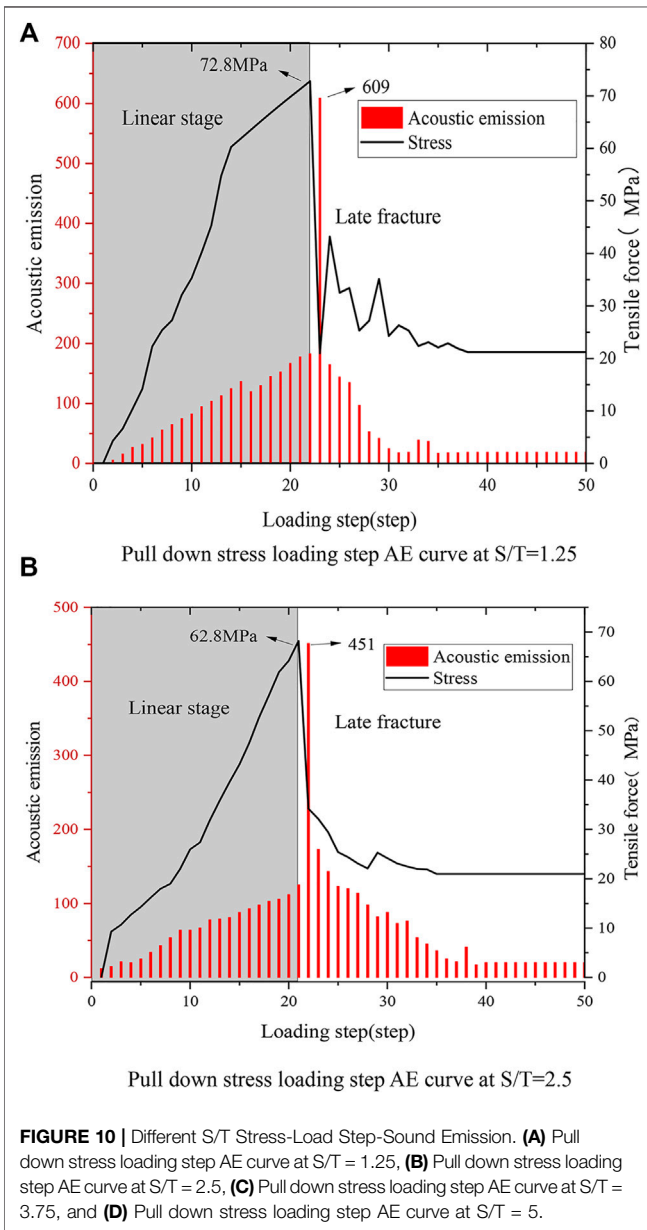 A
700
600
500
400
300
200
100
0
Acoustic emission
80
70
60
50
40
30
20
10
0
Tensile force( MPa)
72.8MPa
609
Linear stage
Acoustic emission
Stress
Late fracture
0
10
20
30
40
50
Loading step(step)
Pull down stress loading step AE curve at S/T=1.25
B
500
400
300
200
100
0
Acoustic emission
70
60
50
40
30
20
10
0
Tensile force( MPa)
62.8MPa
451
Linear stage
Acoustic emission
Stress
Late fracture
0
10
20
30
40
50
Loading step(step)
Pull down stress loading step AE curve at S/T=2.5
FIGURE 10 | Different S/T Stress-Load Step-Sound Emission. (A) Pull
down stress loading step AE curve at S/T = 1.25, (B) Pull down stress loading
step AE curve at S/T = 2.5, (C) Pull down stress loading step AE curve at S/T =
3.75, and (D) Pull down stress loading step AE curve at S/T = 5.